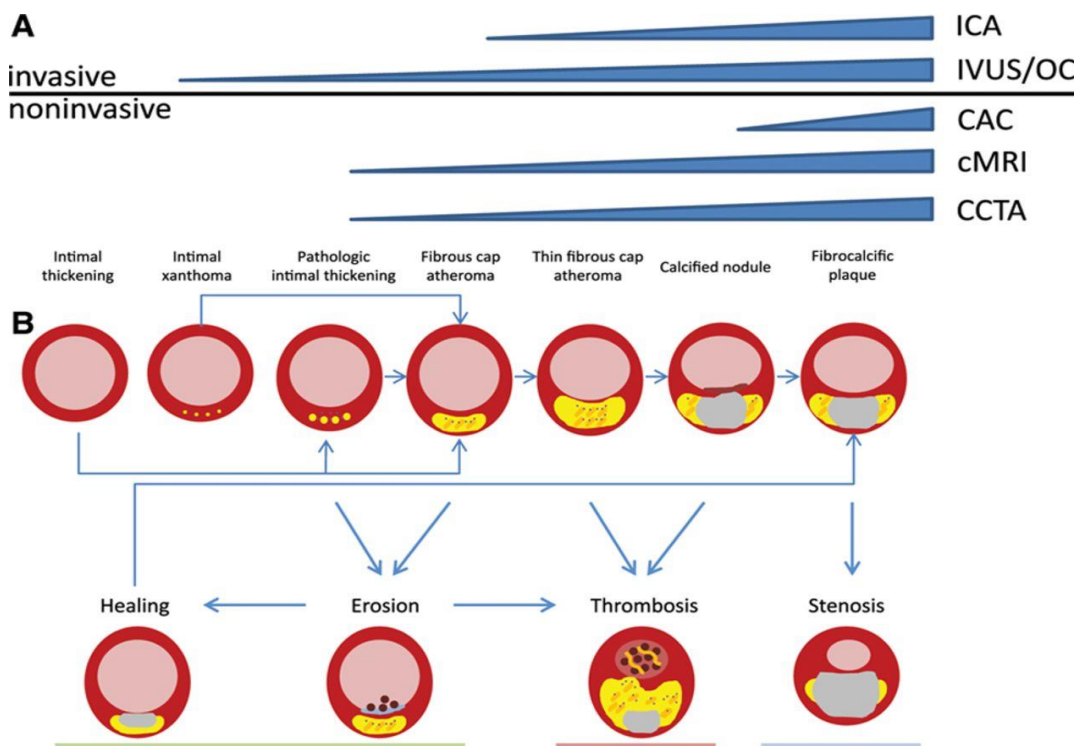 A
ICA
invasive
IVUS/OC
noninvasive
CAC
cMRI
CCTA
Intimal
thickening
Intimal
xanthoma
Pathologic
intimal thickening
Fibrous cap
atheroma
Thin fibrous cap
atheroma
Calcified nodule
Fibrocalcific
plaque
B
Healing
Erosion
Thrombosis
Stenosis